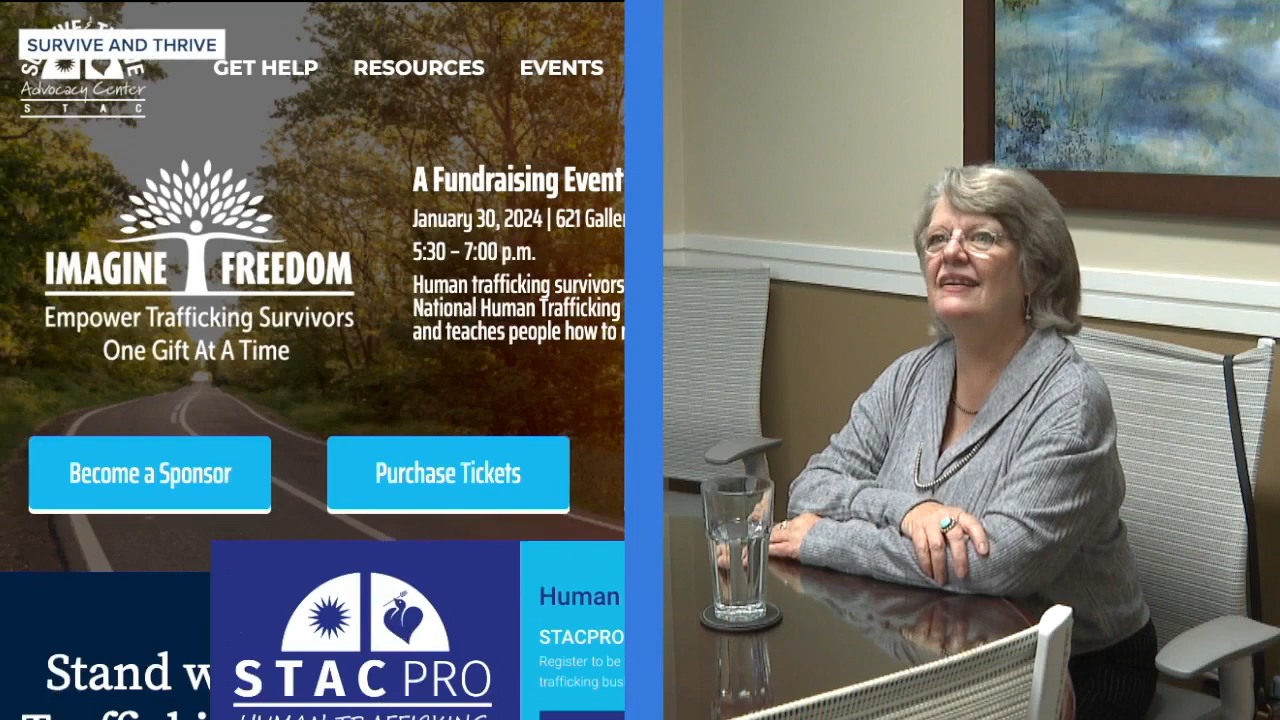 SURVIVE AND THRIVE
Advocacy Center
S T A C
GET HELP RESOURCES EVENTS
IMAGINE FREEDOM
Empower Trafficking Survivors
One Gift At A Time
A Fundraising Event
January 30, 2024 | 621
5:30 – 7:00 p.m.
Human trafficking survivors
National Human Trafficking
and teaches people how to
Become a Sponsor
Purchase Tickets
Stand
STAC PRO
HUMAN TRAFFICKING
Human
STACPRO
Register to be
trafficking